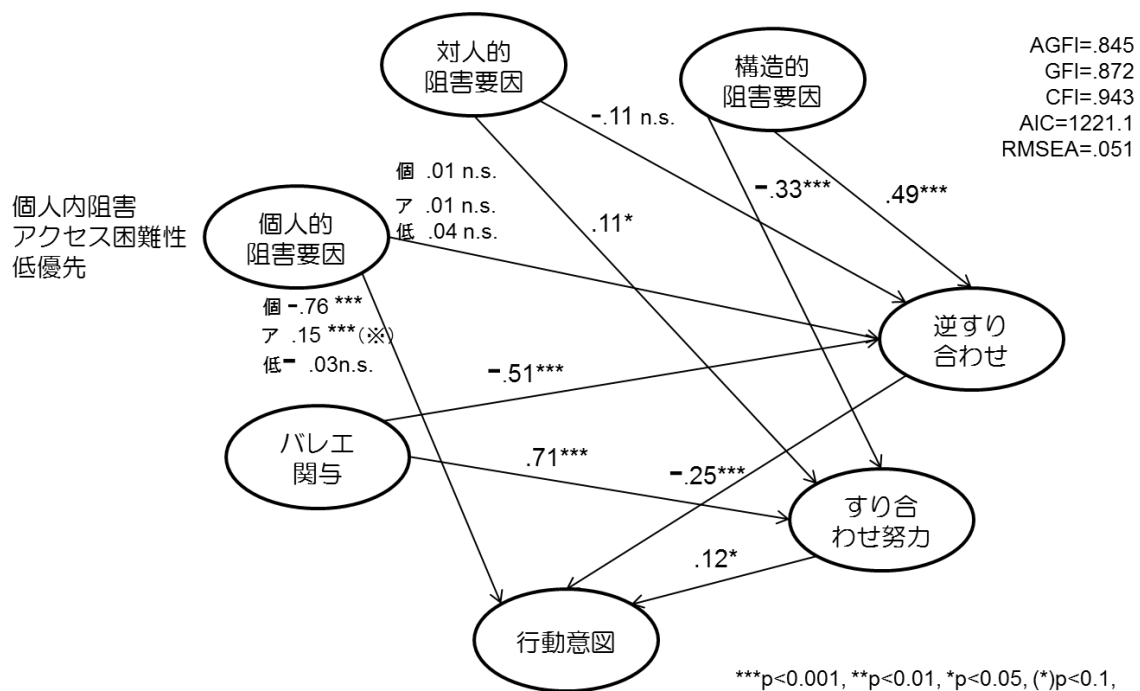 対人的
阻害要因
構造的
阻害要因
AGFI=.845
GFI=.872
CFI=.943
AIC=1221.1
RMSEA=.051
-.11 n.s.
個 .01 n.s.
ア .01 n.s.
低 .04 n.s.
-.33***
.49***
.11*
個人内阻害
アクセス困難性
低優先
個人的
阻害要因
個 -.76 ***
ア .15 ***(※)
低- .03n.s.
逆すり
合わせ
-.51***
バレエ
関与
.71***
-.25***
すり合
わせ努力
.12*
行動意図
***p<0.001, **p<0.01, *p<0.05, (*)p<0.1,